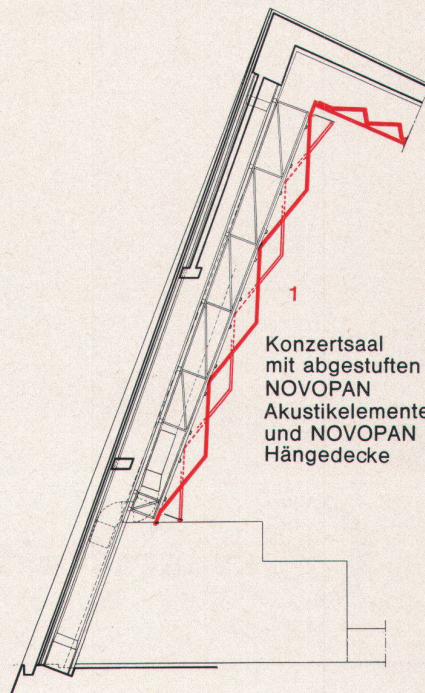 1
Konzertsaal
mit abgestuften
NOVOPAN
Akustikelemente
und NOVOPAN
Hängedecke